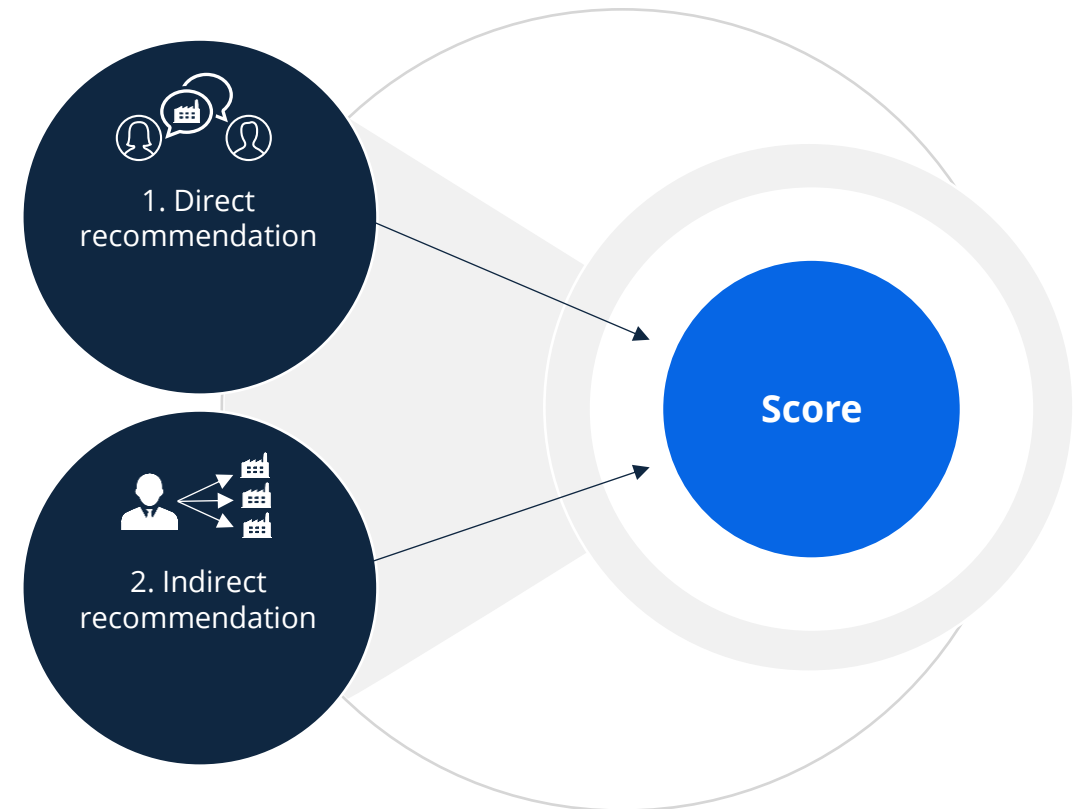 1. Direct
recommendation
Score
2. Indirect
recommendation